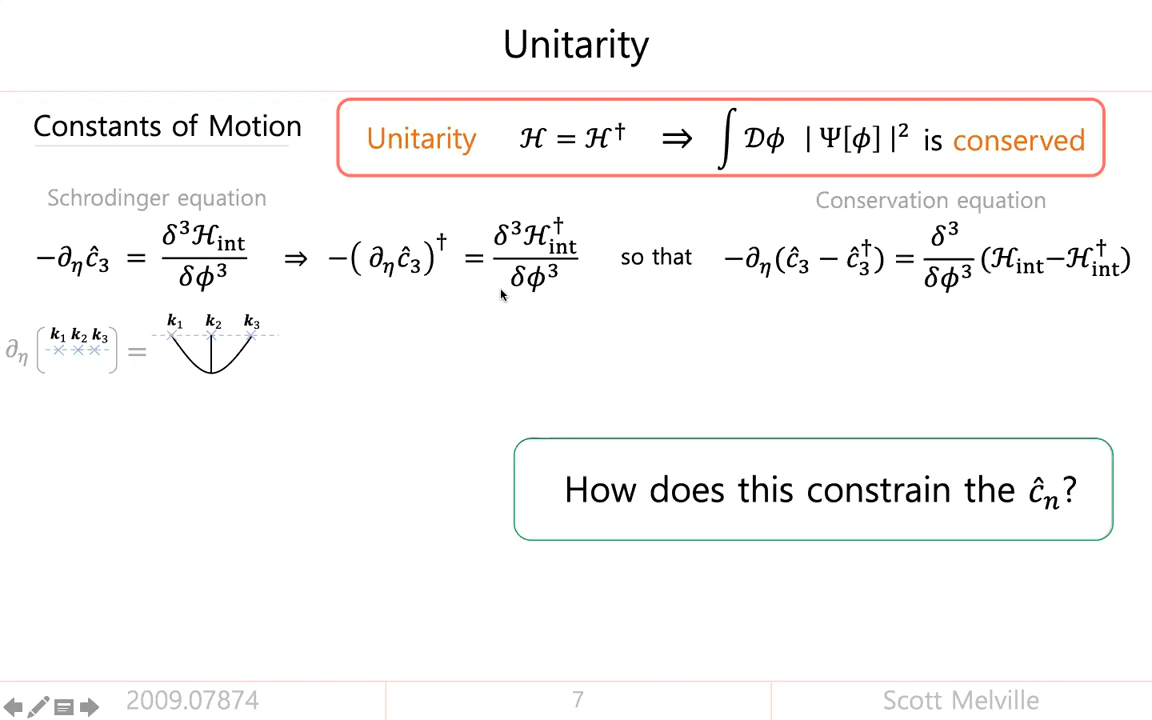 Unitarity
Constants of Motion
Unitarity ℋ = ℋ† ⇒ ∫ 𝒟ϕ | Ψ[ϕ] |² is conserved
Schrodinger equation
Conservation equation
−∂_η ĉ₃ = δ³ℋ_int / δϕ³ ⇒ −( ∂_η ĉ₃ )† = δ³ℋ†_int / δϕ³ so that −∂_η(ĉ₃ − ĉ₃†) = δ³/δϕ³ (ℋ_int−ℋ†_int)
∂_η ( k₁ k₂ k₃ ) = k₁ k₂ k₃
How does this constrain the ĉₙ?
2009.07874 7 Scott Melville